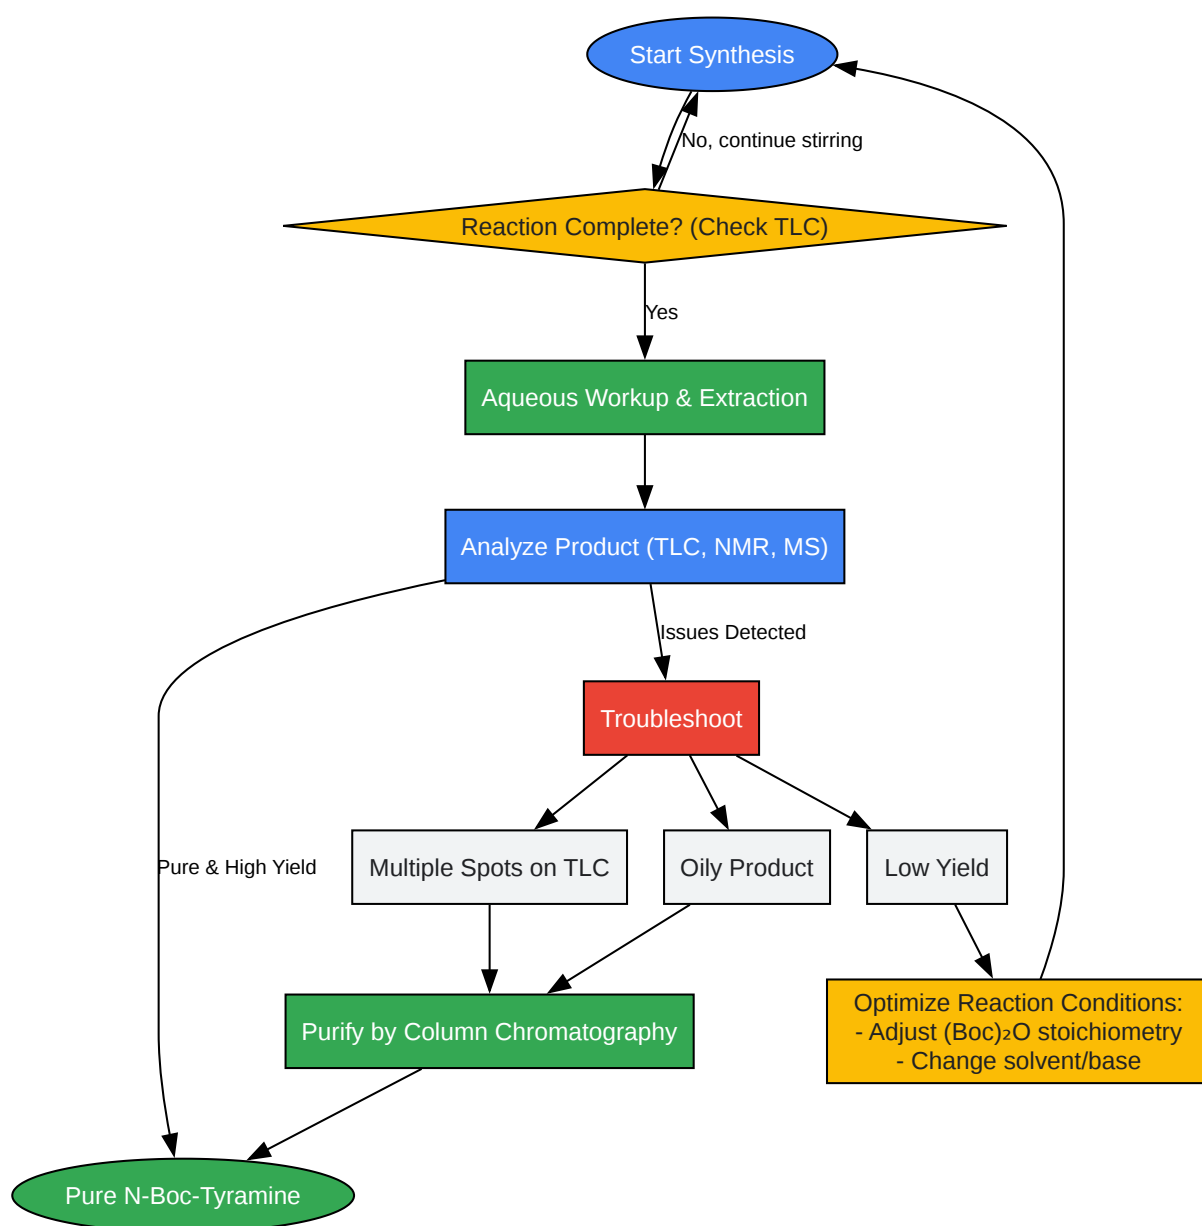 Start Synthesis
No, continue stirring
Reaction Complete? (Check TLC)
Yes
Aqueous Workup & Extraction
Analyze Product (TLC, NMR, MS)
Issues Detected
Troubleshoot
Pure & High Yield
Multiple Spots on TLC
Oily Product
Low Yield
Purify by Column Chromatography
Optimize Reaction Conditions:
- Adjust (Boc)₂O stoichiometry
- Change solvent/base
Pure N-Boc-Tyramine